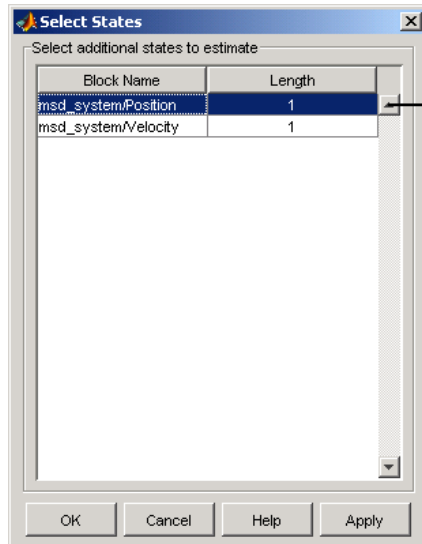 Select States
Select additional states to estimate
Block Name Length
msd_system/Position 1
msd_system/Velocity 1
OK Cancel Help Apply